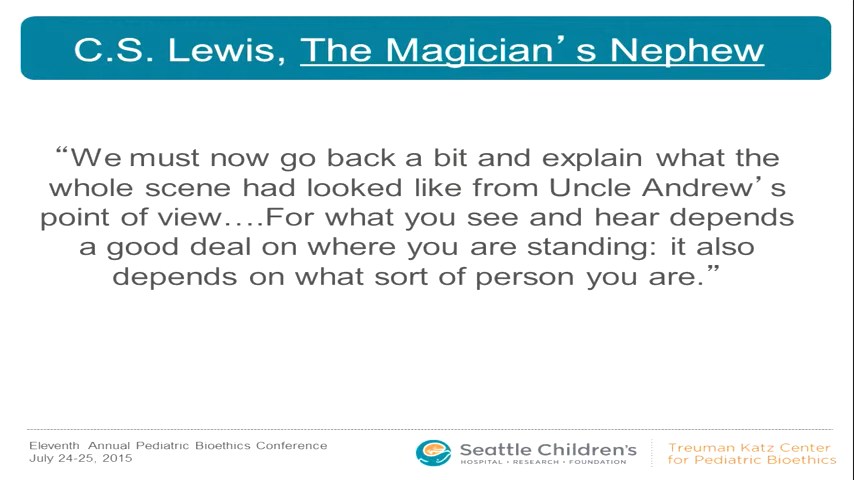 C.S. Lewis, The Magician’s Nephew
“We must now go back a bit and explain what the
whole scene had looked like from Uncle Andrew’s
point of view….For what you see and hear depends
a good deal on where you are standing: it also
depends on what sort of person you are.”
Eleventh Annual Pediatric Bioethics Conference
July 24-25, 2015
Seattle Children's
HOSPITAL • RESEARCH • FOUNDATION
Treuman Katz Center
for Pediatric Bioethics